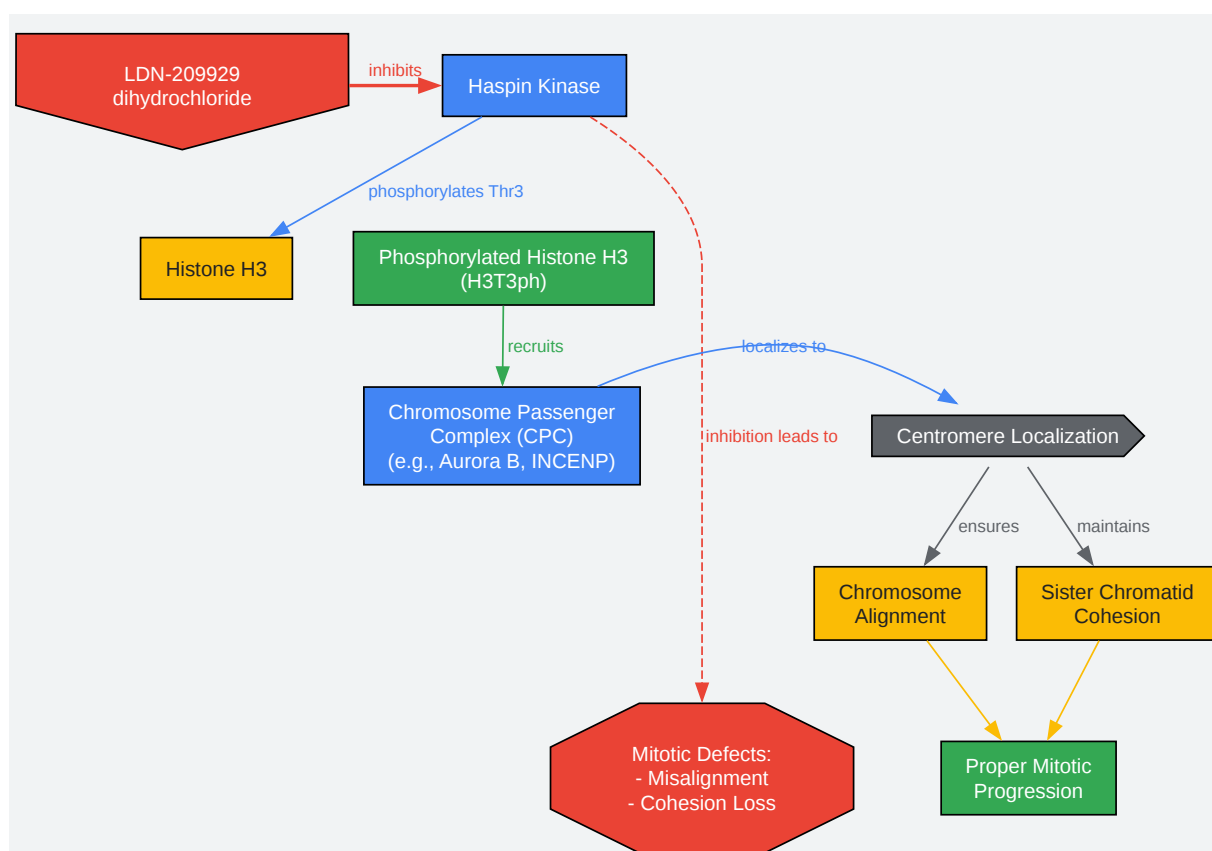 LDN-209929
dihydrochloride
inhibits
Haspin Kinase
phosphorylates Thr3
Histone H3
Phosphorylated Histone H3
(H3T3ph)
recruits
localizes to
Chromosome Passenger
Complex (CPC)
(e.g., Aurora B, INCENP)
inhibition leads to
Centromere Localization
ensures
maintains
Chromosome
Alignment
Sister Chromatid
Cohesion
Mitotic Defects:
- Misalignment
- Cohesion Loss
Proper Mitotic
Progression